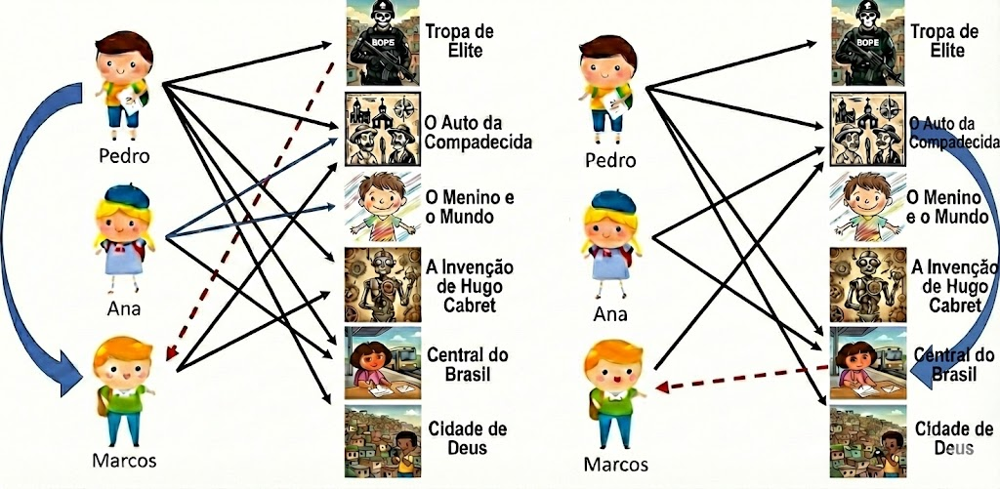 BOPE
Tropa de
Elite
O Auto da
Compadecida
O Menino e
o Mundo
A Invenção
de Hugo
Cabret
Central do
Brasil
Cidade de
Deus
Pedro
Ana
Marcos
BOPE
Tropa de
Elite
O Auto da
Compadecida
O Menino
e o Mundo
A Invenção
de Hugo
Cabret
Central do
Brasil
Cidade de
Deus
Pedro
Ana
Marcos